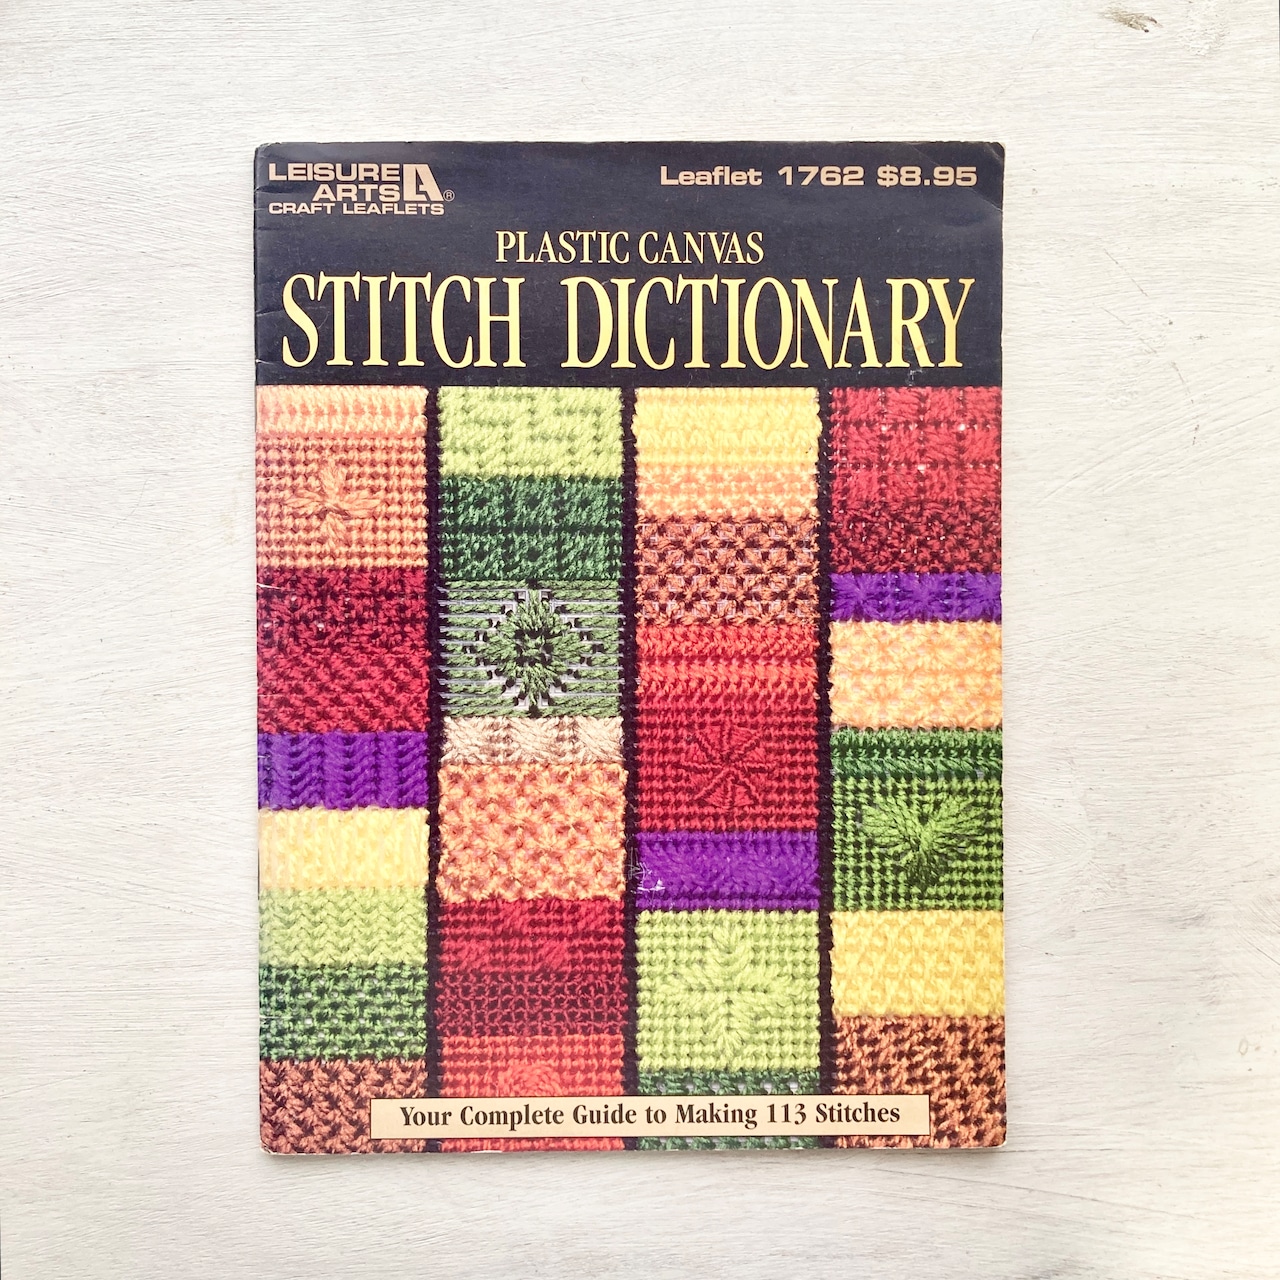 LEISURE
ARTS
CRAFT LEAFLETS
Leaflet 1762 $8.95
PLASTIC CANVAS
STITCH DICTIONARY
Your Complete Guide to Making 113 Stitches